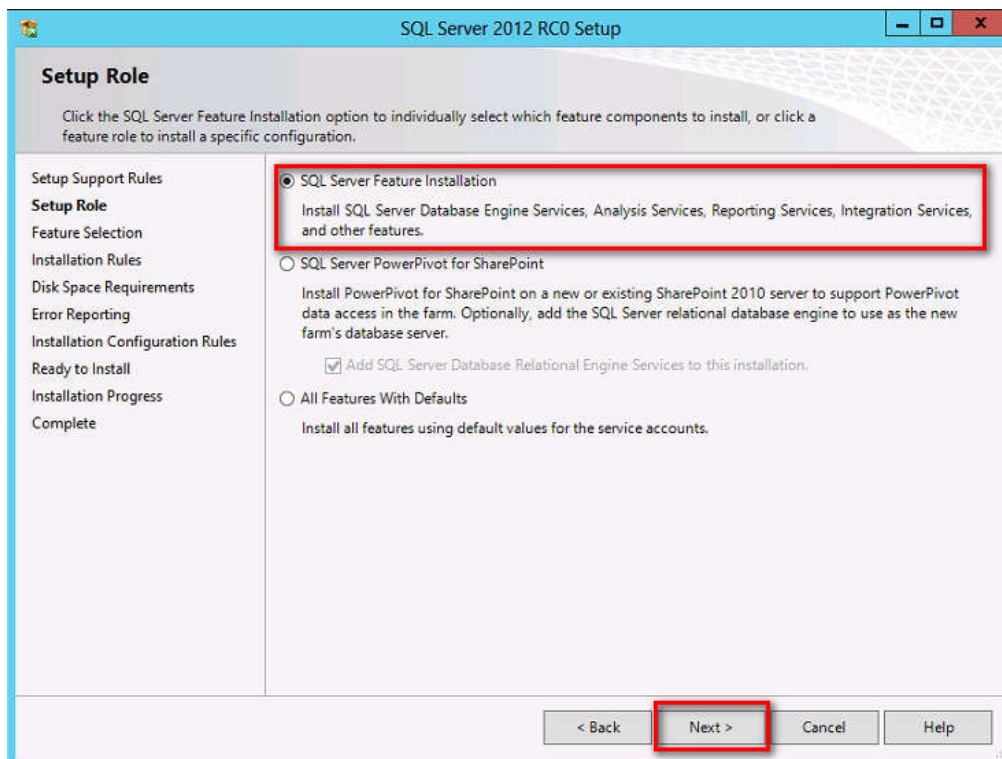 SQL Server 2012 RC0 Setup
Setup Role
Click the SQL Server Feature Installation option to individually select which feature components to install, or click a
feature role to install a specific configuration.
Setup Support Rules
Setup Role
Feature Selection
Installation Rules
Disk Space Requirements
Error Reporting
Installation Configuration Rules
Ready to Install
Installation Progress
Complete
SQL Server Feature Installation
Install SQL Server Database Engine Services, Analysis Services, Reporting Services, Integration Services,
and other features.
SQL Server PowerPivot for SharePoint
Install PowerPivot for SharePoint on a new or existing SharePoint 2010 server to support PowerPivot
data access in the farm. Optionally, add the SQL Server relational database engine to use as the new
farm's database server.
Add SQL Server Database Relational Engine Services to this installation.
All Features With Defaults
Install all features using default values for the service accounts.
< Back
Next >
Cancel
Help